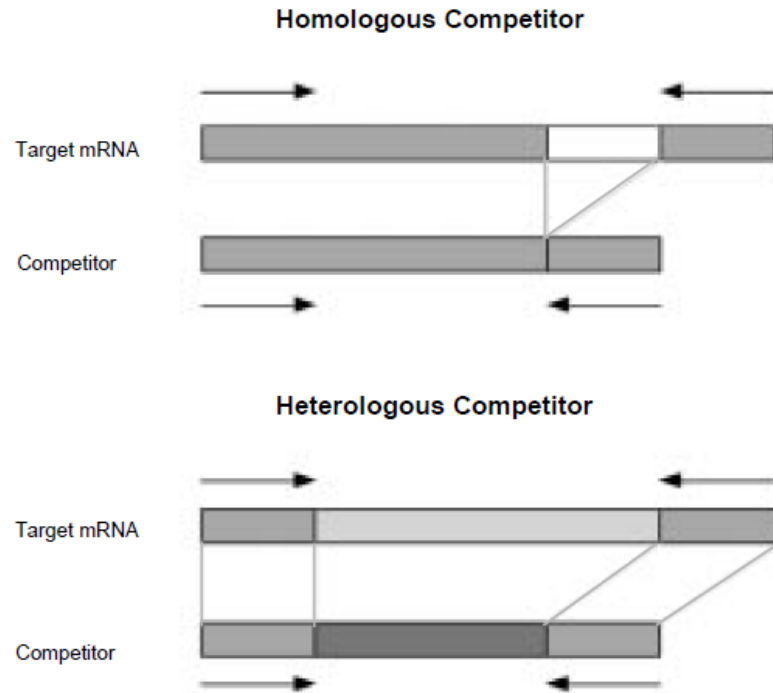 Homologous Competitor
Target mRNA
Competitor
Heterologous Competitor
Target mRNA
Competitor